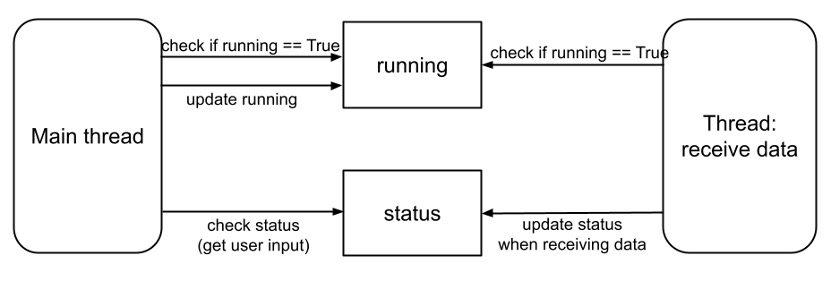 check if running == True
running
check if running == True
update running
Main thread
Thread:
receive data
check status
(get user input)
status
update status
when receiving data